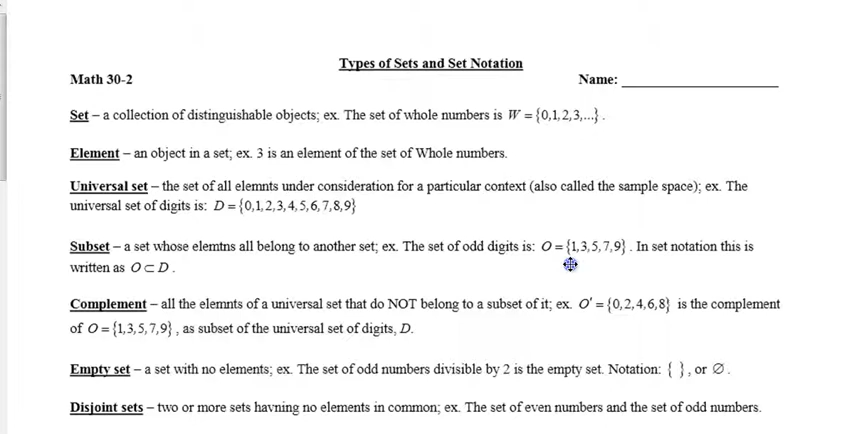 Types of Sets and Set Notation
Math 30-2 Name: ____________________
Set – a collection of distinguishable objects; ex. The set of whole numbers is W = {0,1,2,3,...} .
Element – an object in a set; ex. 3 is an element of the set of Whole numbers.
Universal set – the set of all elemnts under consideration for a particular context (also called the sample space); ex. The
universal set of digits is: D = {0,1,2,3,4,5,6,7,8,9}
Subset – a set whose elemtns all belong to another set; ex. The set of odd digits is: O = {1,3,5,7,9} . In set notation this is
written as O ⊂ D .
Complement – all the elemnts of a universal set that do NOT belong to a subset of it; ex. O′ = {0,2,4,6,8} is the complement
of O = {1,3,5,7,9} , as subset of the universal set of digits, D.
Empty set – a set with no elements; ex. The set of odd numbers divisible by 2 is the empty set. Notation: { } , or ∅ .
Disjoint sets – two or more sets havning no elements in common; ex. The set of even numbers and the set of odd numbers.